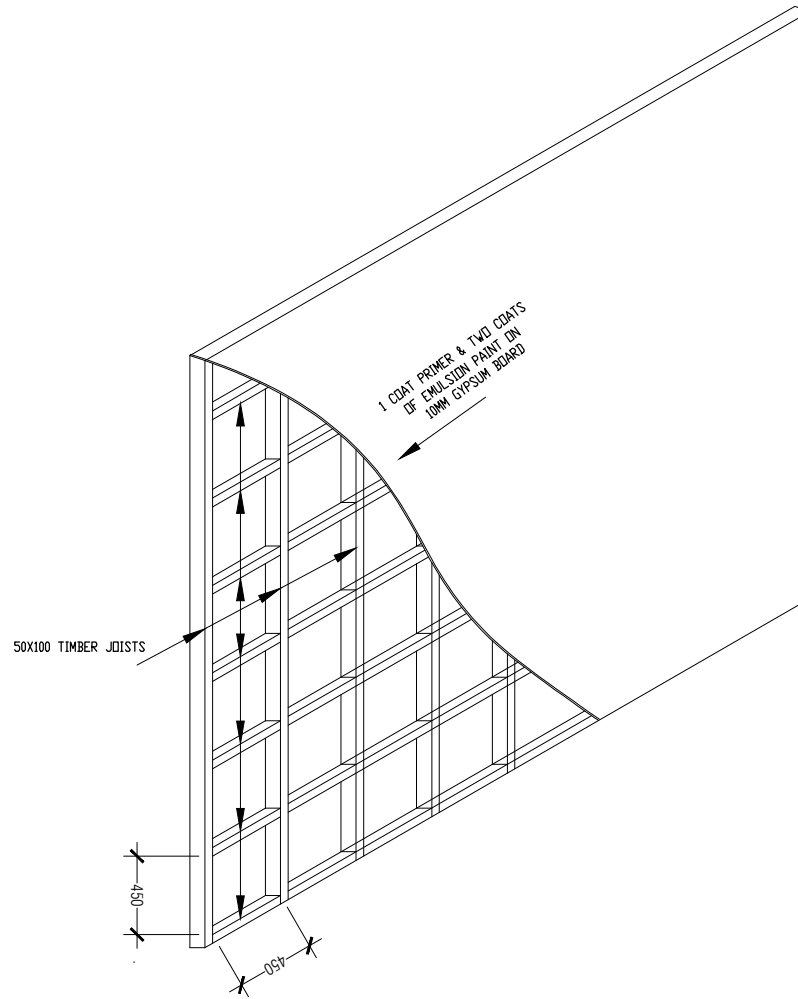 1 COAT PRIMER & TWO COATS
OF EMULSION PAINT ON
10MM GYPSUM BOARD
50X100 TIMBER JOISTS
450
450